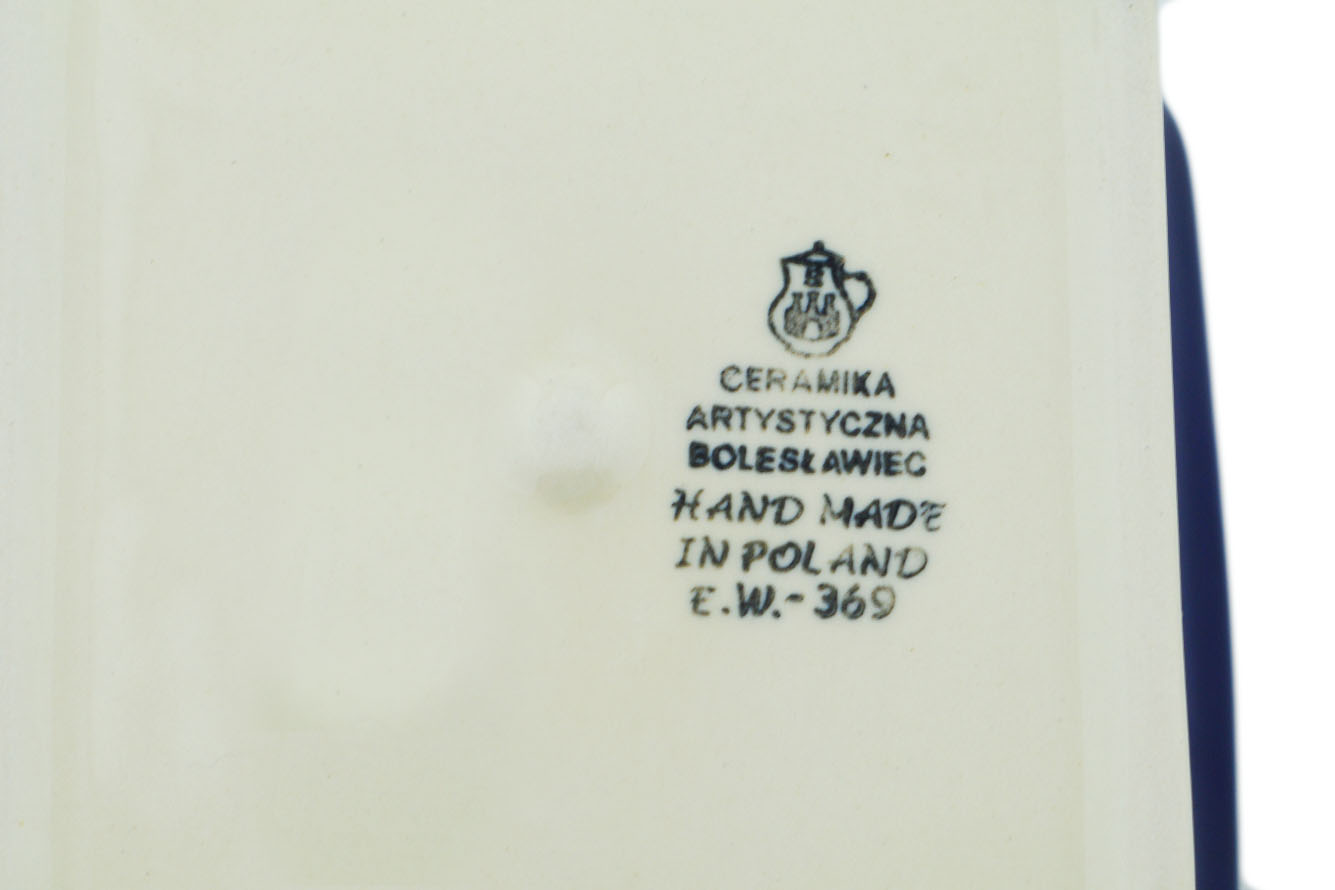 CERAMIKA
ARTYSTYCZNA
BOLESŁAWIEC
HAND MADE
IN POLAND
E.W.-369